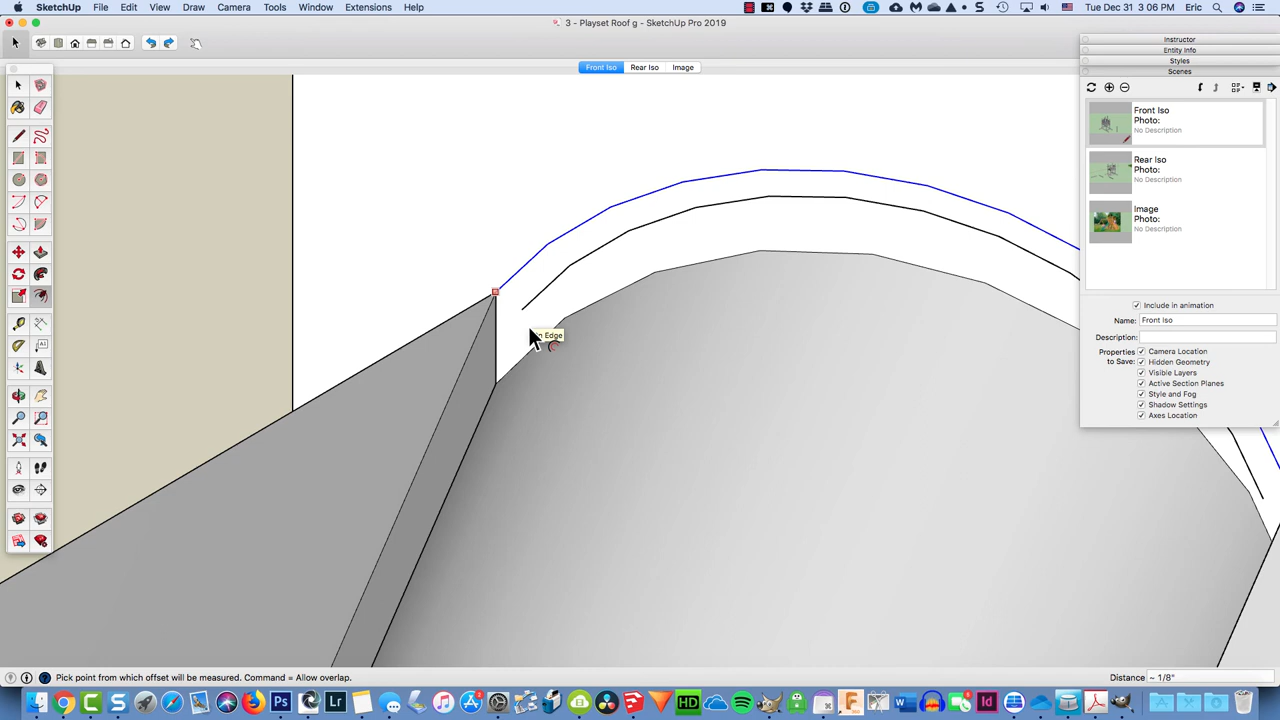 SketchUp File Edit View Draw Camera Tools Window Extensions Help
Tue Dec 31 3:06 PM Eric
3 - Playset Roof g - SketchUp Pro 2019
Instructor
Entity Info
Styles
Scenes
Front Iso Rear Iso Image
Front Iso
Photo:
No Description
Rear Iso
Photo:
No Description
Image
Photo:
No Description
Include in animation
Name: Front Iso
Description:
Properties to Save:
Camera Location
Hidden Geometry
Visible Layers
Active Section Planes
Style and Fog
Shadow Settings
Axes Location
Edge
Pick point from which offset will be measured. Command = Allow overlap.
Distance ~ 1/8"